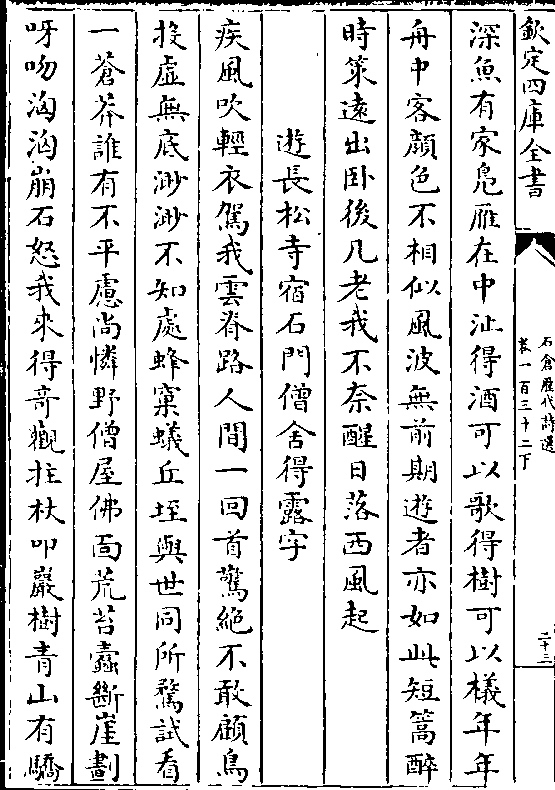 欽定四庫全書
石倉歷代詩選
卷一百三十二下
二十三
深魚有家鳬雁在中沚得酒可以歌得樹可以檥年年
舟中客顔色不相似風波無前期遊者亦如此短篙醉
時策遠出卧後几老我不奈醒日落西風起
遊長松寺宿石門僧舍得露字
疾風吹輕衣駕我雲脊路人間一回首驚絶不敢顧鳥
投虚無底渺渺不知處蜂窠蟻丘垤與世同所騖試看
一蒼莽誰有不平慮尚憐野僧屋佛面荒苔蠧斷崖劃
呀吻洶洶崩石怒我來得竒觀拄杖叩巖樹青山有驕